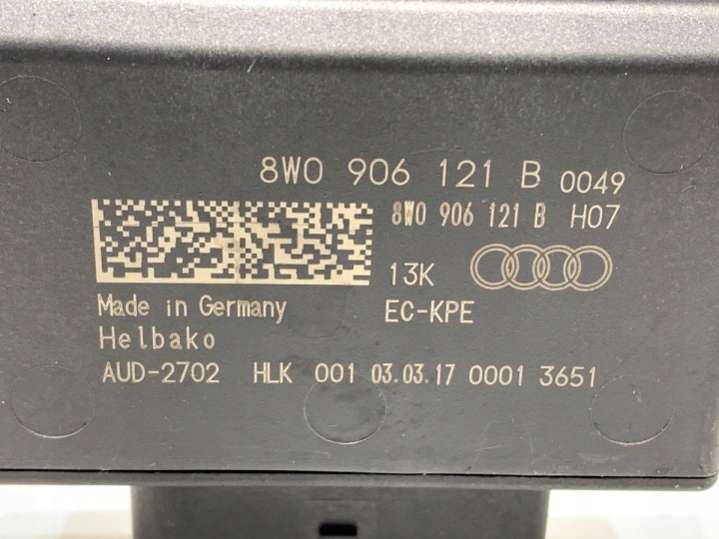 8W0 906 121 B 0049
8W0 906 121 B H07
13K
EC-KPE
Made in Germany
Helbako
AUD-2702 HLK 001 03.03.17 0001 3651